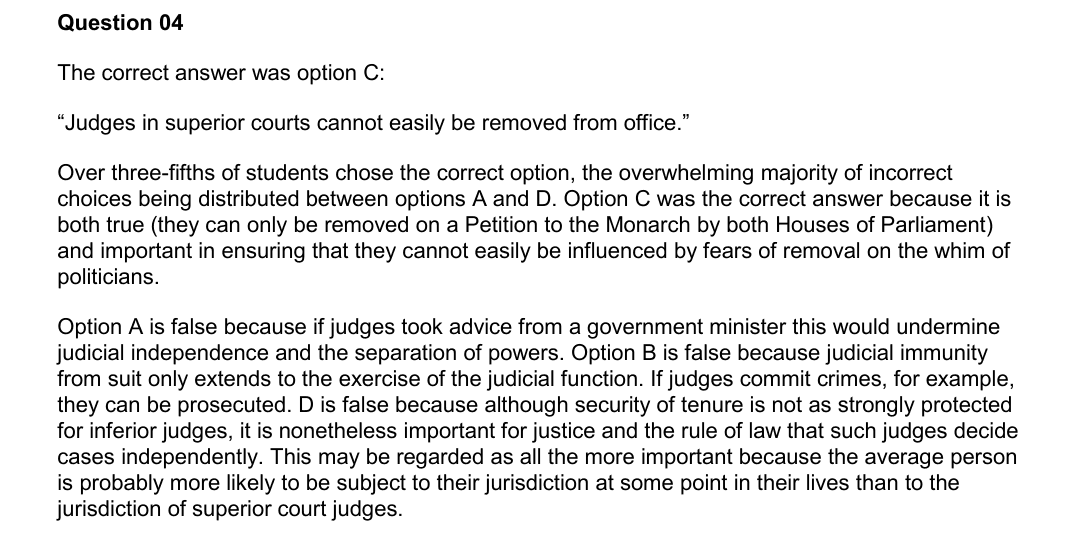 Question 04
The correct answer was option C:
“Judges in superior courts cannot easily be removed from office.”
Over three-fifths of students chose the correct option, the overwhelming majority of incorrect
choices being distributed between options A and D. Option C was the correct answer because it is
both true (they can only be removed on a Petition to the Monarch by both Houses of Parliament)
and important in ensuring that they cannot easily be influenced by fears of removal on the whim of
politicians.
Option A is false because if judges took advice from a government minister this would undermine
judicial independence and the separation of powers. Option B is false because judicial immunity
from suit only extends to the exercise of the judicial function. If judges commit crimes, for example,
they can be prosecuted. D is false because although security of tenure is not as strongly protected
for inferior judges, it is nonetheless important for justice and the rule of law that such judges decide
cases independently. This may be regarded as all the more important because the average person
is probably more likely to be subject to their jurisdiction at some point in their lives than to the
jurisdiction of superior court judges.